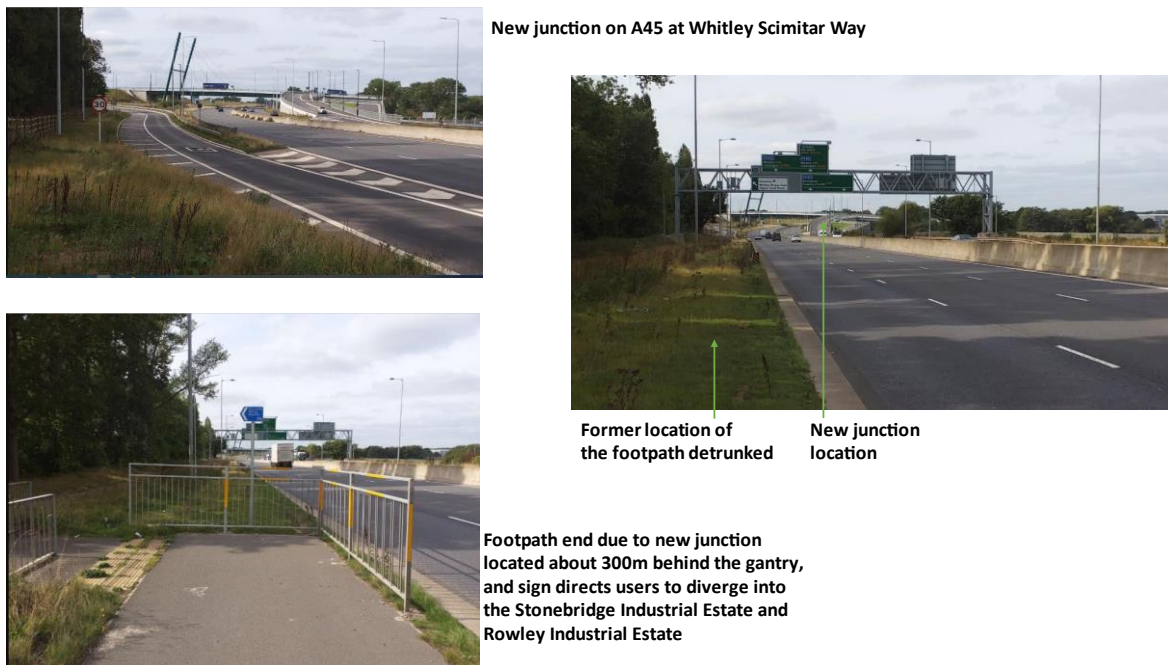 New junction on A45 at Whitley Scimitar Way
30
Former location of
the footpath detrunked
New junction
location
Footpath end due to new junction
located about 300m behind the gantry,
and sign directs users to diverge into
the Stonebridge Industrial Estate and
Rowley Industrial Estate